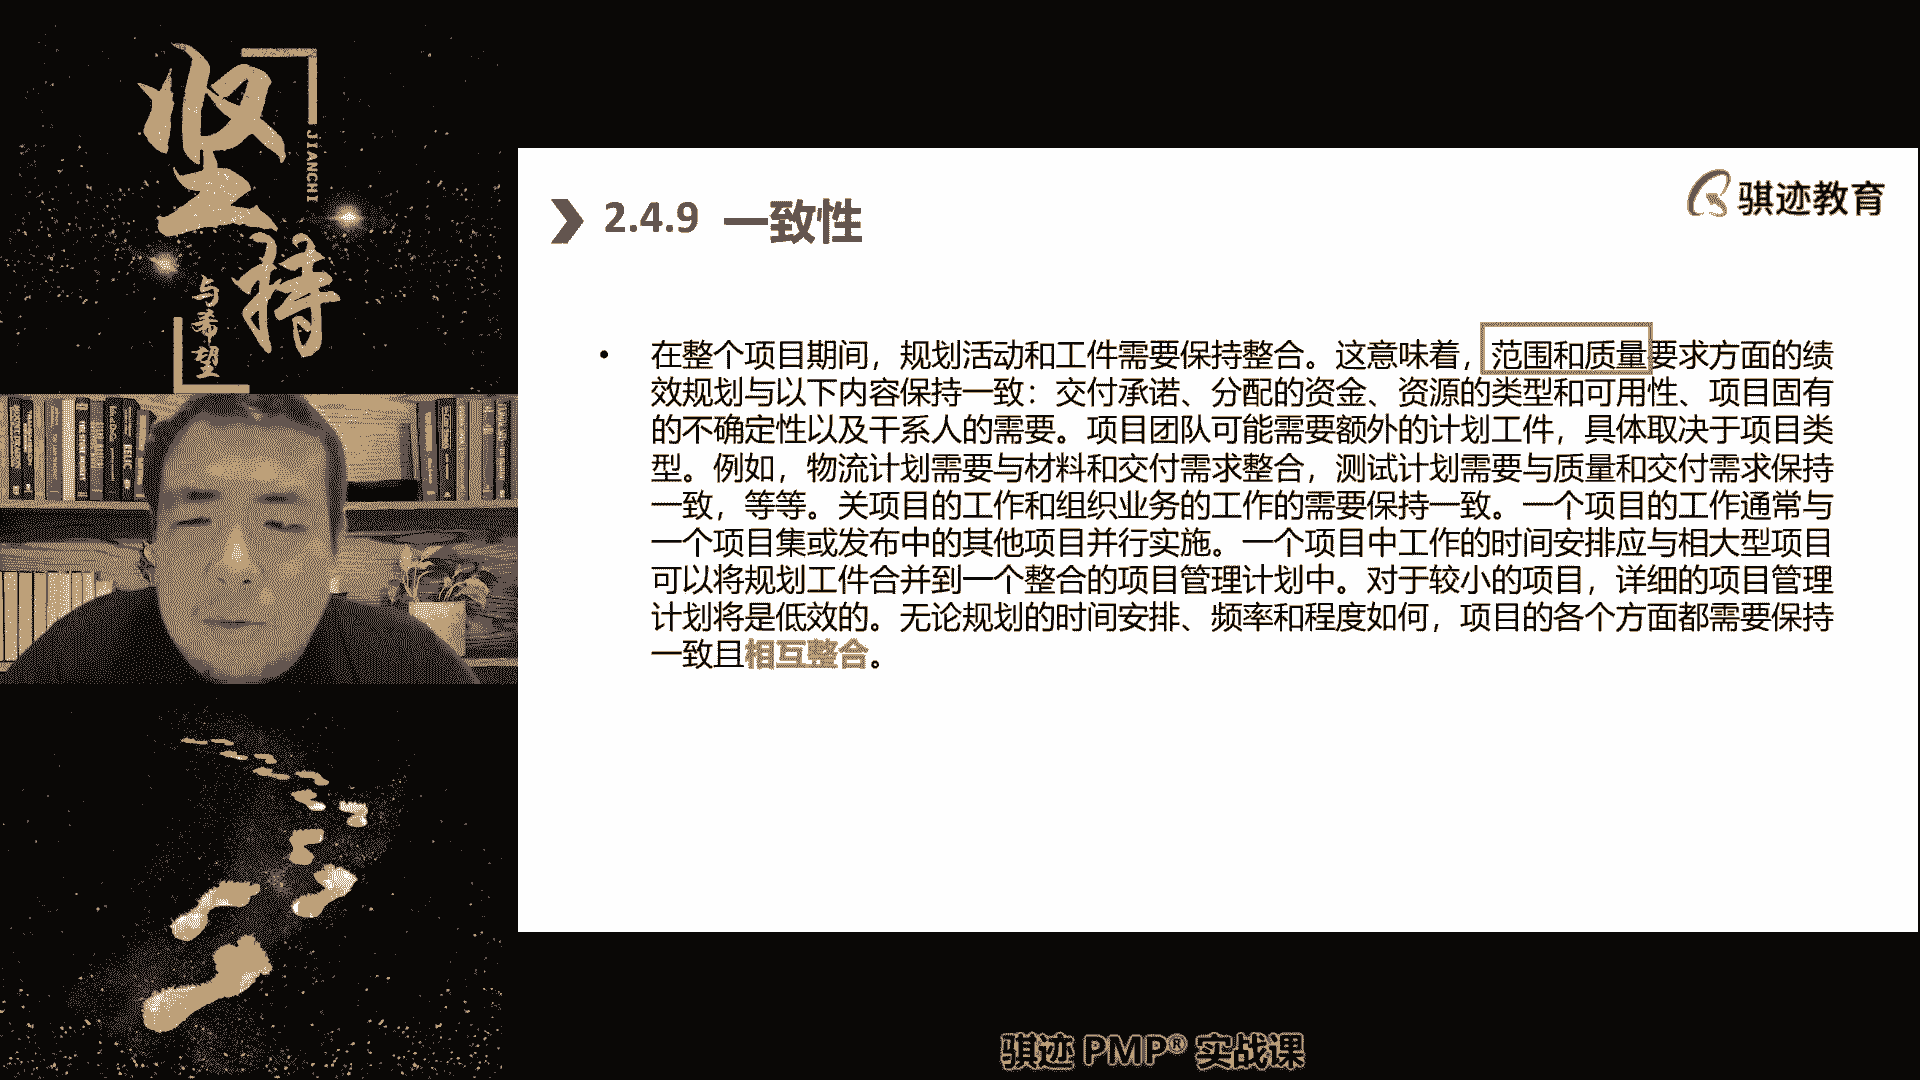 坚持
JIANCHI
与希望
骐迹教育
2.4.9 一致性
• 在整个项目期间，规划活动和工件需要保持整合。这意味着，范围和质量要求方面的绩
效规划与以下内容保持一致：交付承诺、分配的资金、资源的类型和可用性、项目固有
的不确定性以及干系人的需要。项目团队可能需要额外的计划工件，具体取决于项目类
型。例如，物流计划需要与材料和交付需求整合，测试计划需要与质量和交付需求保持
一致，等等。关项目的工作和组织业务的工作的需要保持一致。一个项目的工作通常与
一个项目集或发布中的其他项目并行实施。一个项目中工作的时间安排应与相大型项目
可以将规划工件合并到一个整合的项目管理计划中。对于较小的项目，详细的项目管理
计划将是低效的。无论规划的时间安排、频率和程度如何，项目的各个方面都需要保持
一致且相互整合。
骐迹 PMP® 实战课